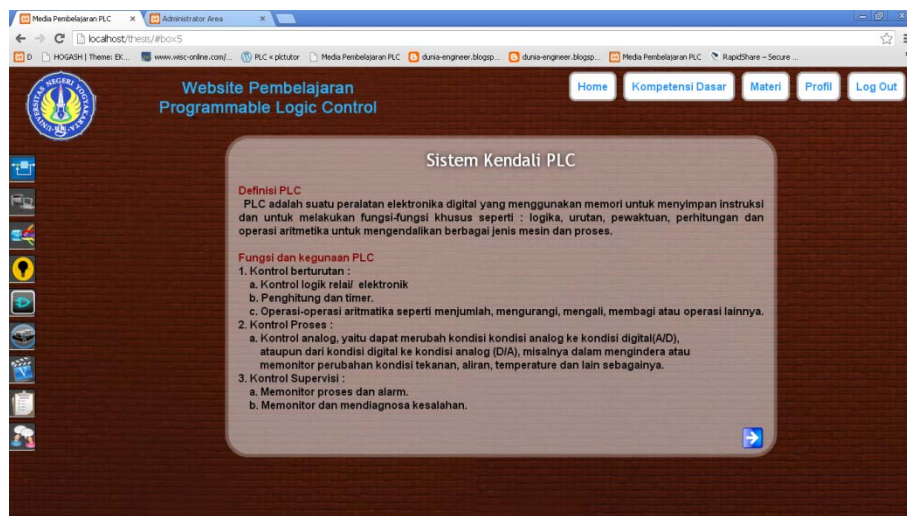 Media Pembelajaran PLC
Administrator Area
localhost/thesis/#box5
D
HOGASH | Theme: EK...
www.wisc-online.com/...
PLC « plctutor
Media Pembelajaran PLC
dunia-engineer.blogsp...
dunia-engineer.blogsp...
Media Pembelajaran PLC
RapidShare – Secure ...
Website Pembelajaran
Programmable Logic Control
Home
Kompetensi Dasar
Materi
Profil
Log Out
Sistem Kendali PLC
Definisi PLC
PLC adalah suatu peralatan elektronika digital yang menggunakan memori untuk menyimpan instruksi
dan untuk melakukan fungsi-fungsi khusus seperti : logika, urutan, pewaktuan, perhitungan dan
operasi aritmetika untuk mengendalikan berbagai jenis mesin dan proses.
Fungsi dan kegunaan PLC
1. Kontrol berturutan :
a. Kontrol logik relai/ elektronik
b. Penghitung dan timer.
c. Operasi-operasi aritmatika seperti menjumlah, mengurangi, mengali, membagi atau operasi lainnya.
2. Kontrol Proses :
a. Kontrol analog, yaitu dapat merubah kondisi kondisi analog ke kondisi digital(A/D),
ataupun dari kondisi digital ke kondisi analog (D/A), misalnya dalam mengindera atau
memonitor perubahan kondisi tekanan, aliran, temperature dan lain sebagainya.
3. Kontrol Supervisi :
a. Memonitor proses dan alarm.
b. Memonitor dan mendiagnosa kesalahan.